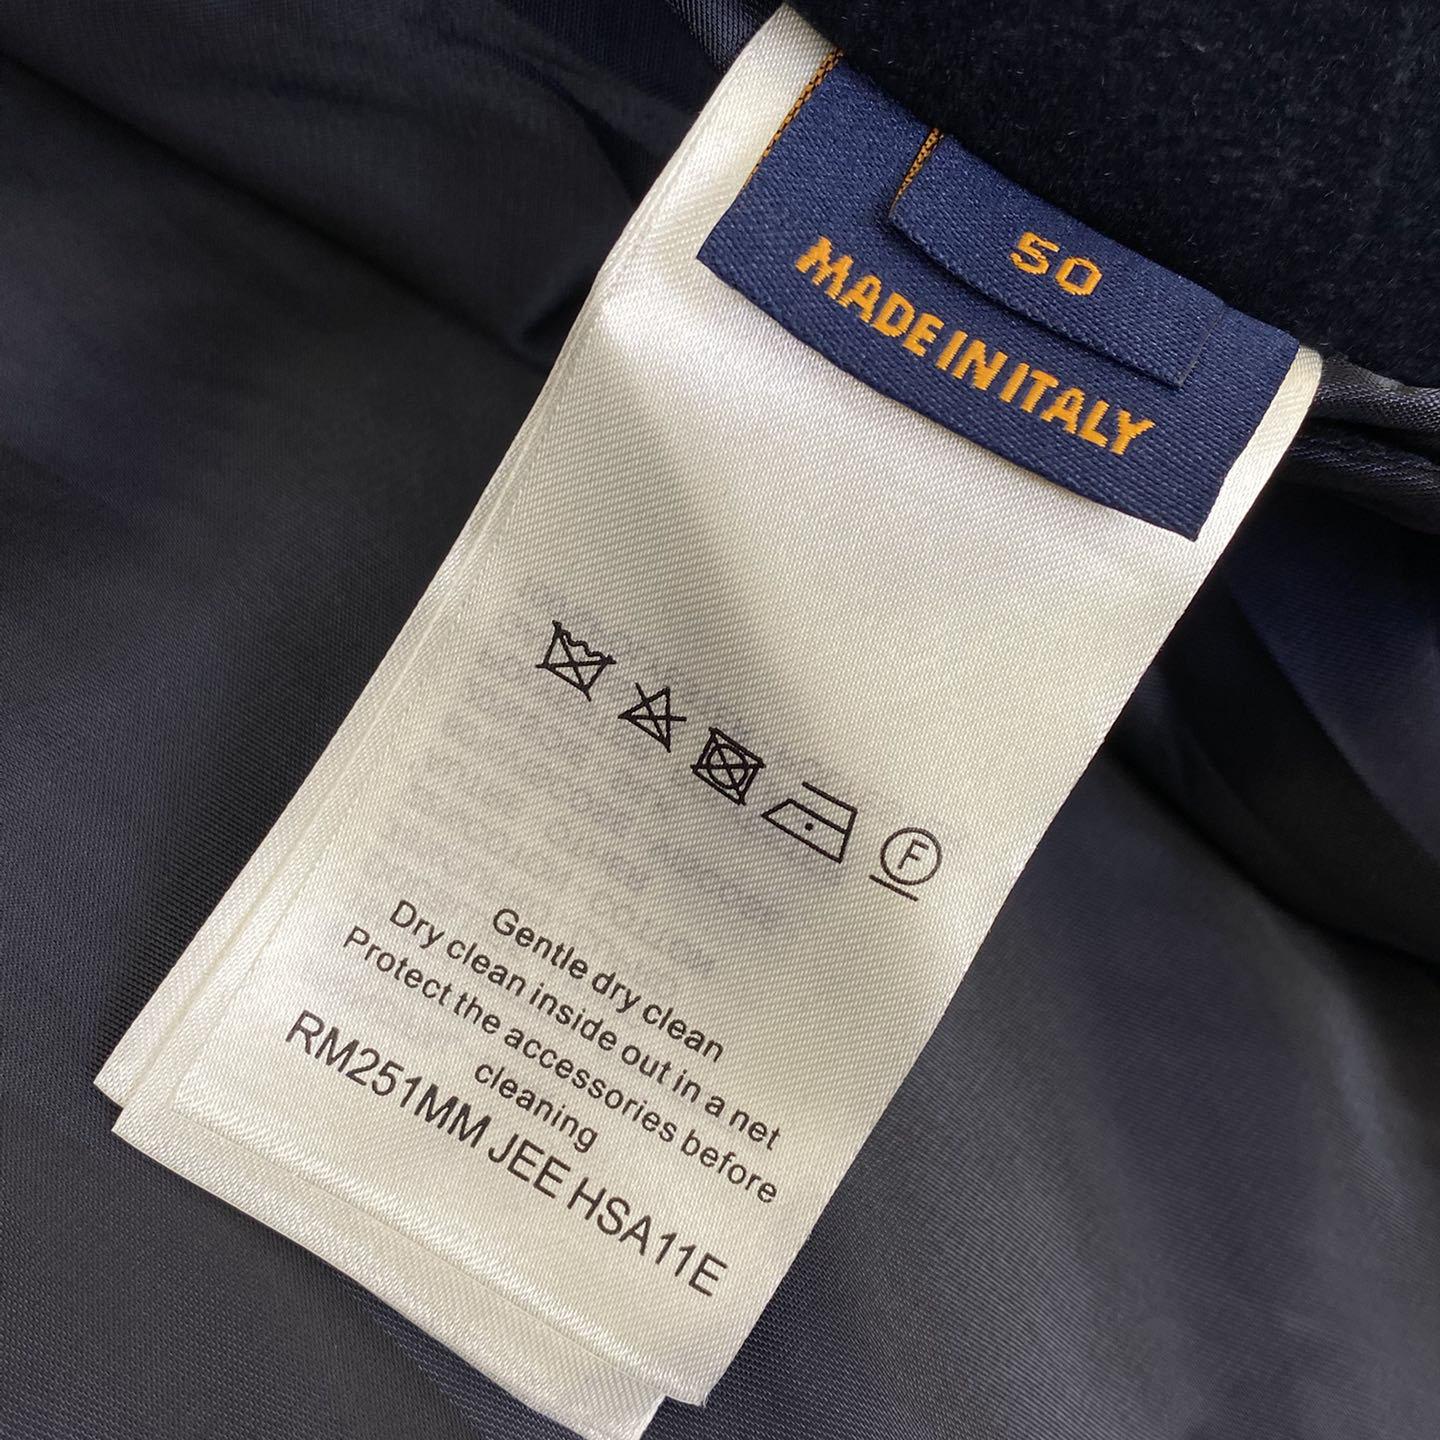 50
MADE IN ITALY
F
Gentle dry clean
Dry clean inside out in a net
Protect the accessories before
cleaning
RM251MM JEE HSA11E